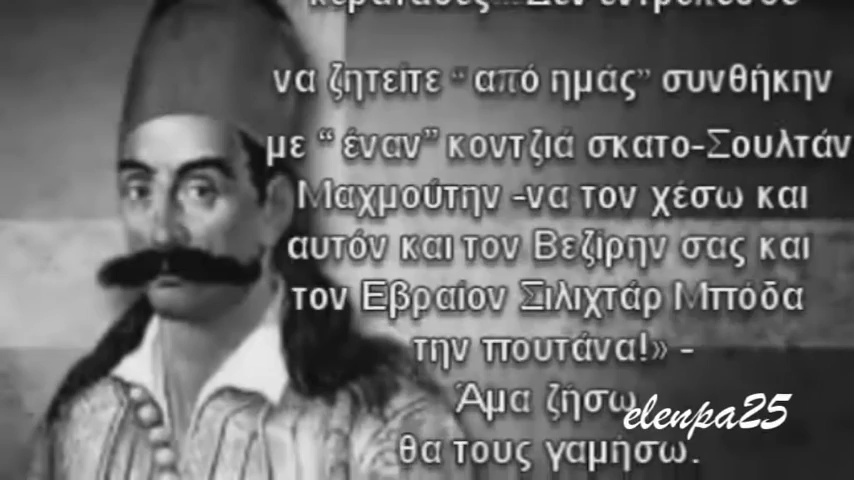 να ζητείτε “από ημάς” συνθήκην
με “έναν” κοντζιά σκατο-Σουλτάν
Μαχμούτην -να τον χέσω και
αυτόν και τον Βεζίρην σας και
τον Εβραίον Σιλιχτάρ Μπόδα
την πουτάνα!» -
Άμα ζήσω
θα τους γαμήσω.
elenpa25